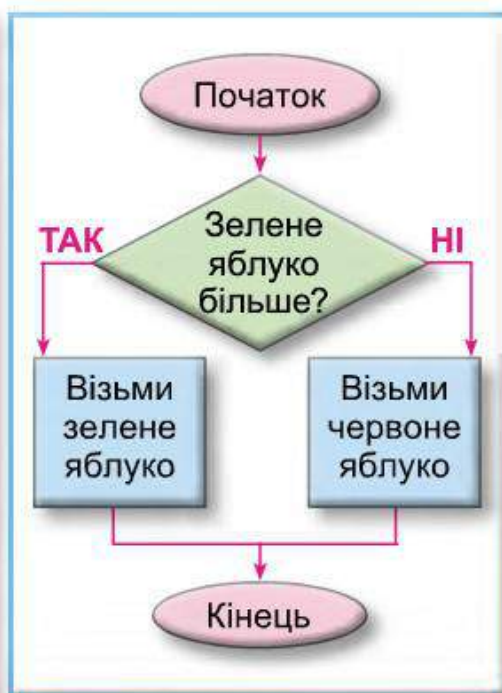 Початок
ТАК
Зелене
яблуко
більше?
НІ
Візьми
зелене
яблуко
Візьми
червоне
яблуко
Кінець